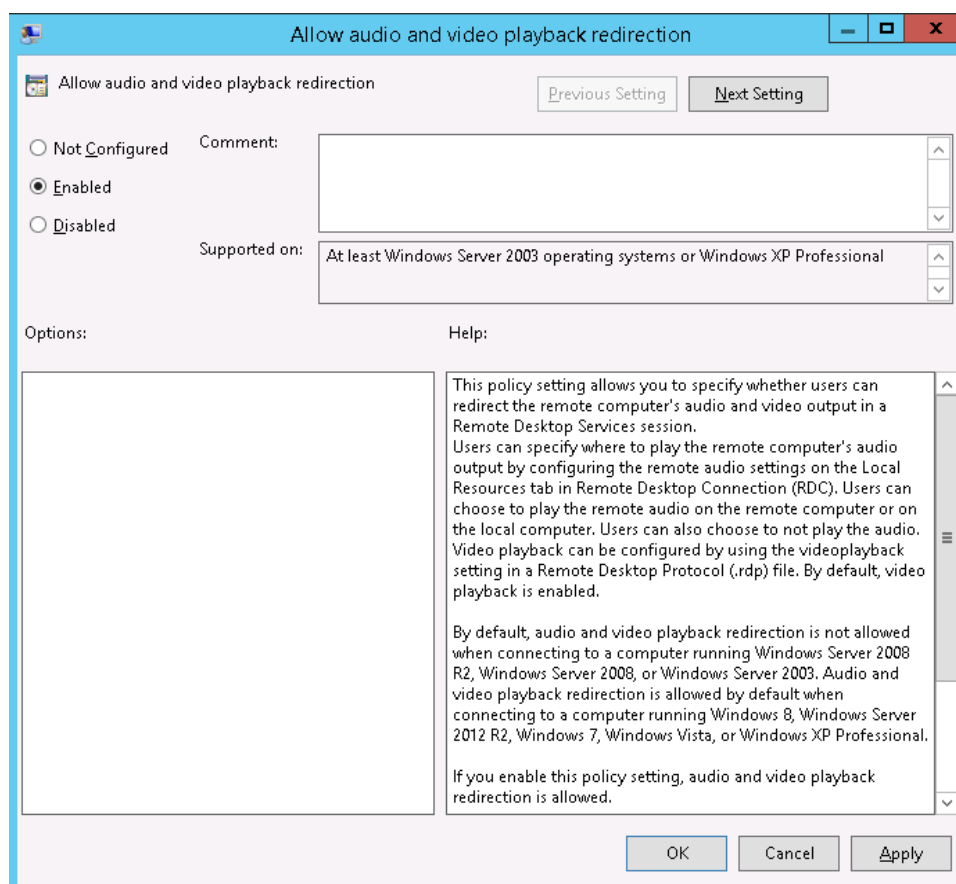 Allow audio and video playback redirection
Allow audio and video playback redirection
Previous Setting
Next Setting
Not Configured
Comment:
Enabled
Disabled
Supported on:
At least Windows Server 2003 operating systems or Windows XP Professional
Options:
Help:
This policy setting allows you to specify whether users can
redirect the remote computer's audio and video output in a
Remote Desktop Services session.
Users can specify where to play the remote computer's audio
output by configuring the remote audio settings on the Local
Resources tab in Remote Desktop Connection (RDC). Users can
choose to play the remote audio on the remote computer or on
the local computer. Users can also choose to not play the audio.
Video playback can be configured by using the videoplayback
setting in a Remote Desktop Protocol (.rdp) file. By default, video
playback is enabled.
By default, audio and video playback redirection is not allowed
when connecting to a computer running Windows Server 2008
R2, Windows Server 2008, or Windows Server 2003. Audio and
video playback redirection is allowed by default when
connecting to a computer running Windows 8, Windows Server
2012 R2, Windows 7, Windows Vista, or Windows XP Professional.
If you enable this policy setting, audio and video playback
redirection is allowed.
OK
Cancel
Apply